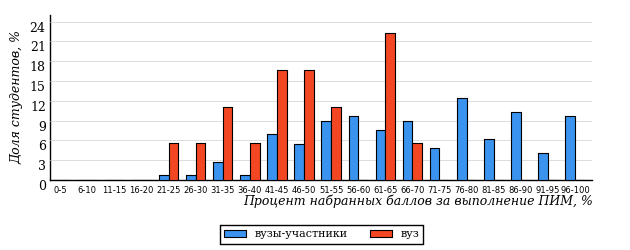 Доля студентов, %
24
21
18
15
12
9
6
3
0
0-5 6-10 11-15 16-20 21-25 26-30 31-35 36-40 41-45 46-50 51-55 56-60 61-65 66-70 71-75 76-80 81-85 86-90 91-95 96-100
Процент набранных баллов за выполнение ПИМ, %
вузы-участники вуз